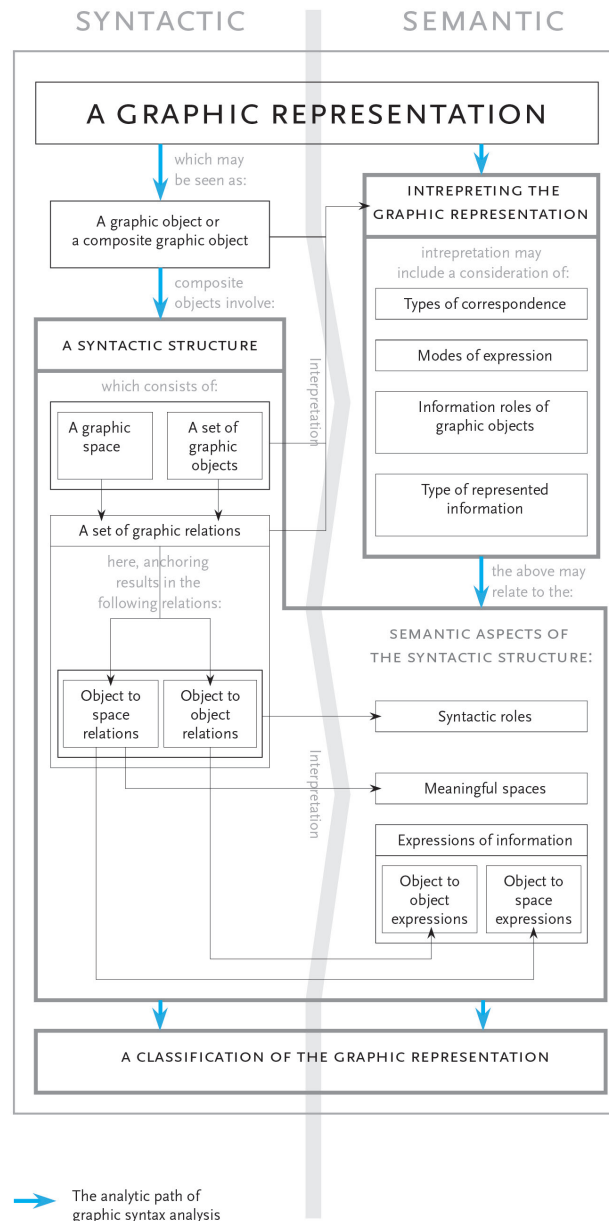 SYNTACTIC
SEMANTIC
A GRAPHIC REPRESENTATION
which may
be seen as:
A graphic object or
a composite graphic object
composite
objects involve:
A SYNTACTIC STRUCTURE
which consists of:
A graphic
space
A set of
graphic
objects
A set of graphic relations
here, anchoring
results in the
following relations:
Object to
space
relations
Object to
object
relations
Interpretation
Interpretation
INTREPRETING THE
GRAPHIC REPRESENTATION
intrepretation may
include a consideration of:
Types of correspondence
Modes of expression
Information roles of
graphic objects
Type of represented
information
the above may
relate to the:
SEMANTIC ASPECTS OF
THE SYNTACTIC STRUCTURE:
Syntactic roles
Meaningful spaces
Expressions of information
Object to
object
expressions
Object to
space
expressions
A CLASSIFICATION OF THE GRAPHIC REPRESENTATION
The analytic path of
graphic syntax analysis